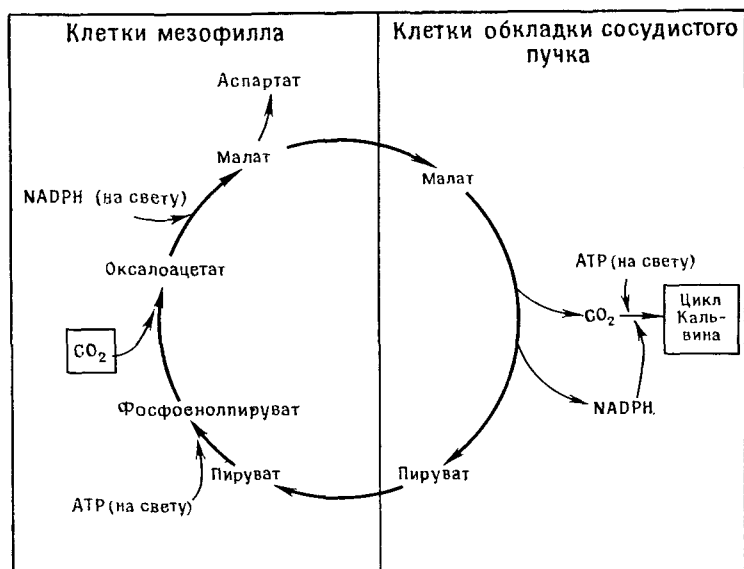 Клетки мезофилла
Клетки обкладки сосудистого
пучка
Аспартат
Малат
Малат
NADPH (на свету)
Оксалоацетат
ATP (на свету)
CO₂
Цикл
Каль-
вина
CO₂
NADPH
Фосфоенолпируват
Пируват
Пируват
ATP (на свету)